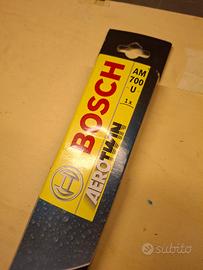 BOSCH
AEROTWIN
AM
700
U
1x
subito